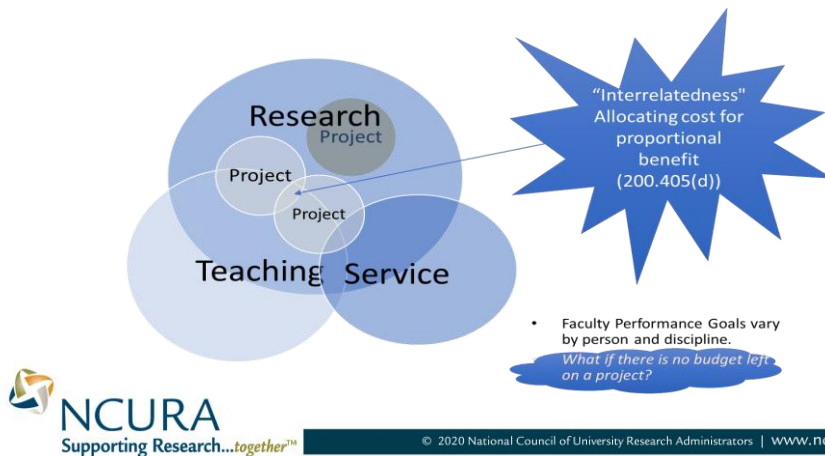 Research
Project
Project
Project
Teaching Service
“Interrelatedness"
Allocating cost for
proportional
benefit
(200.405(d))
• Faculty Performance Goals vary
by person and discipline.
• What if there is no budget left
on a project?
NCURA
Supporting Research...together™
© 2020 National Council of University Research Administrators | www.nc